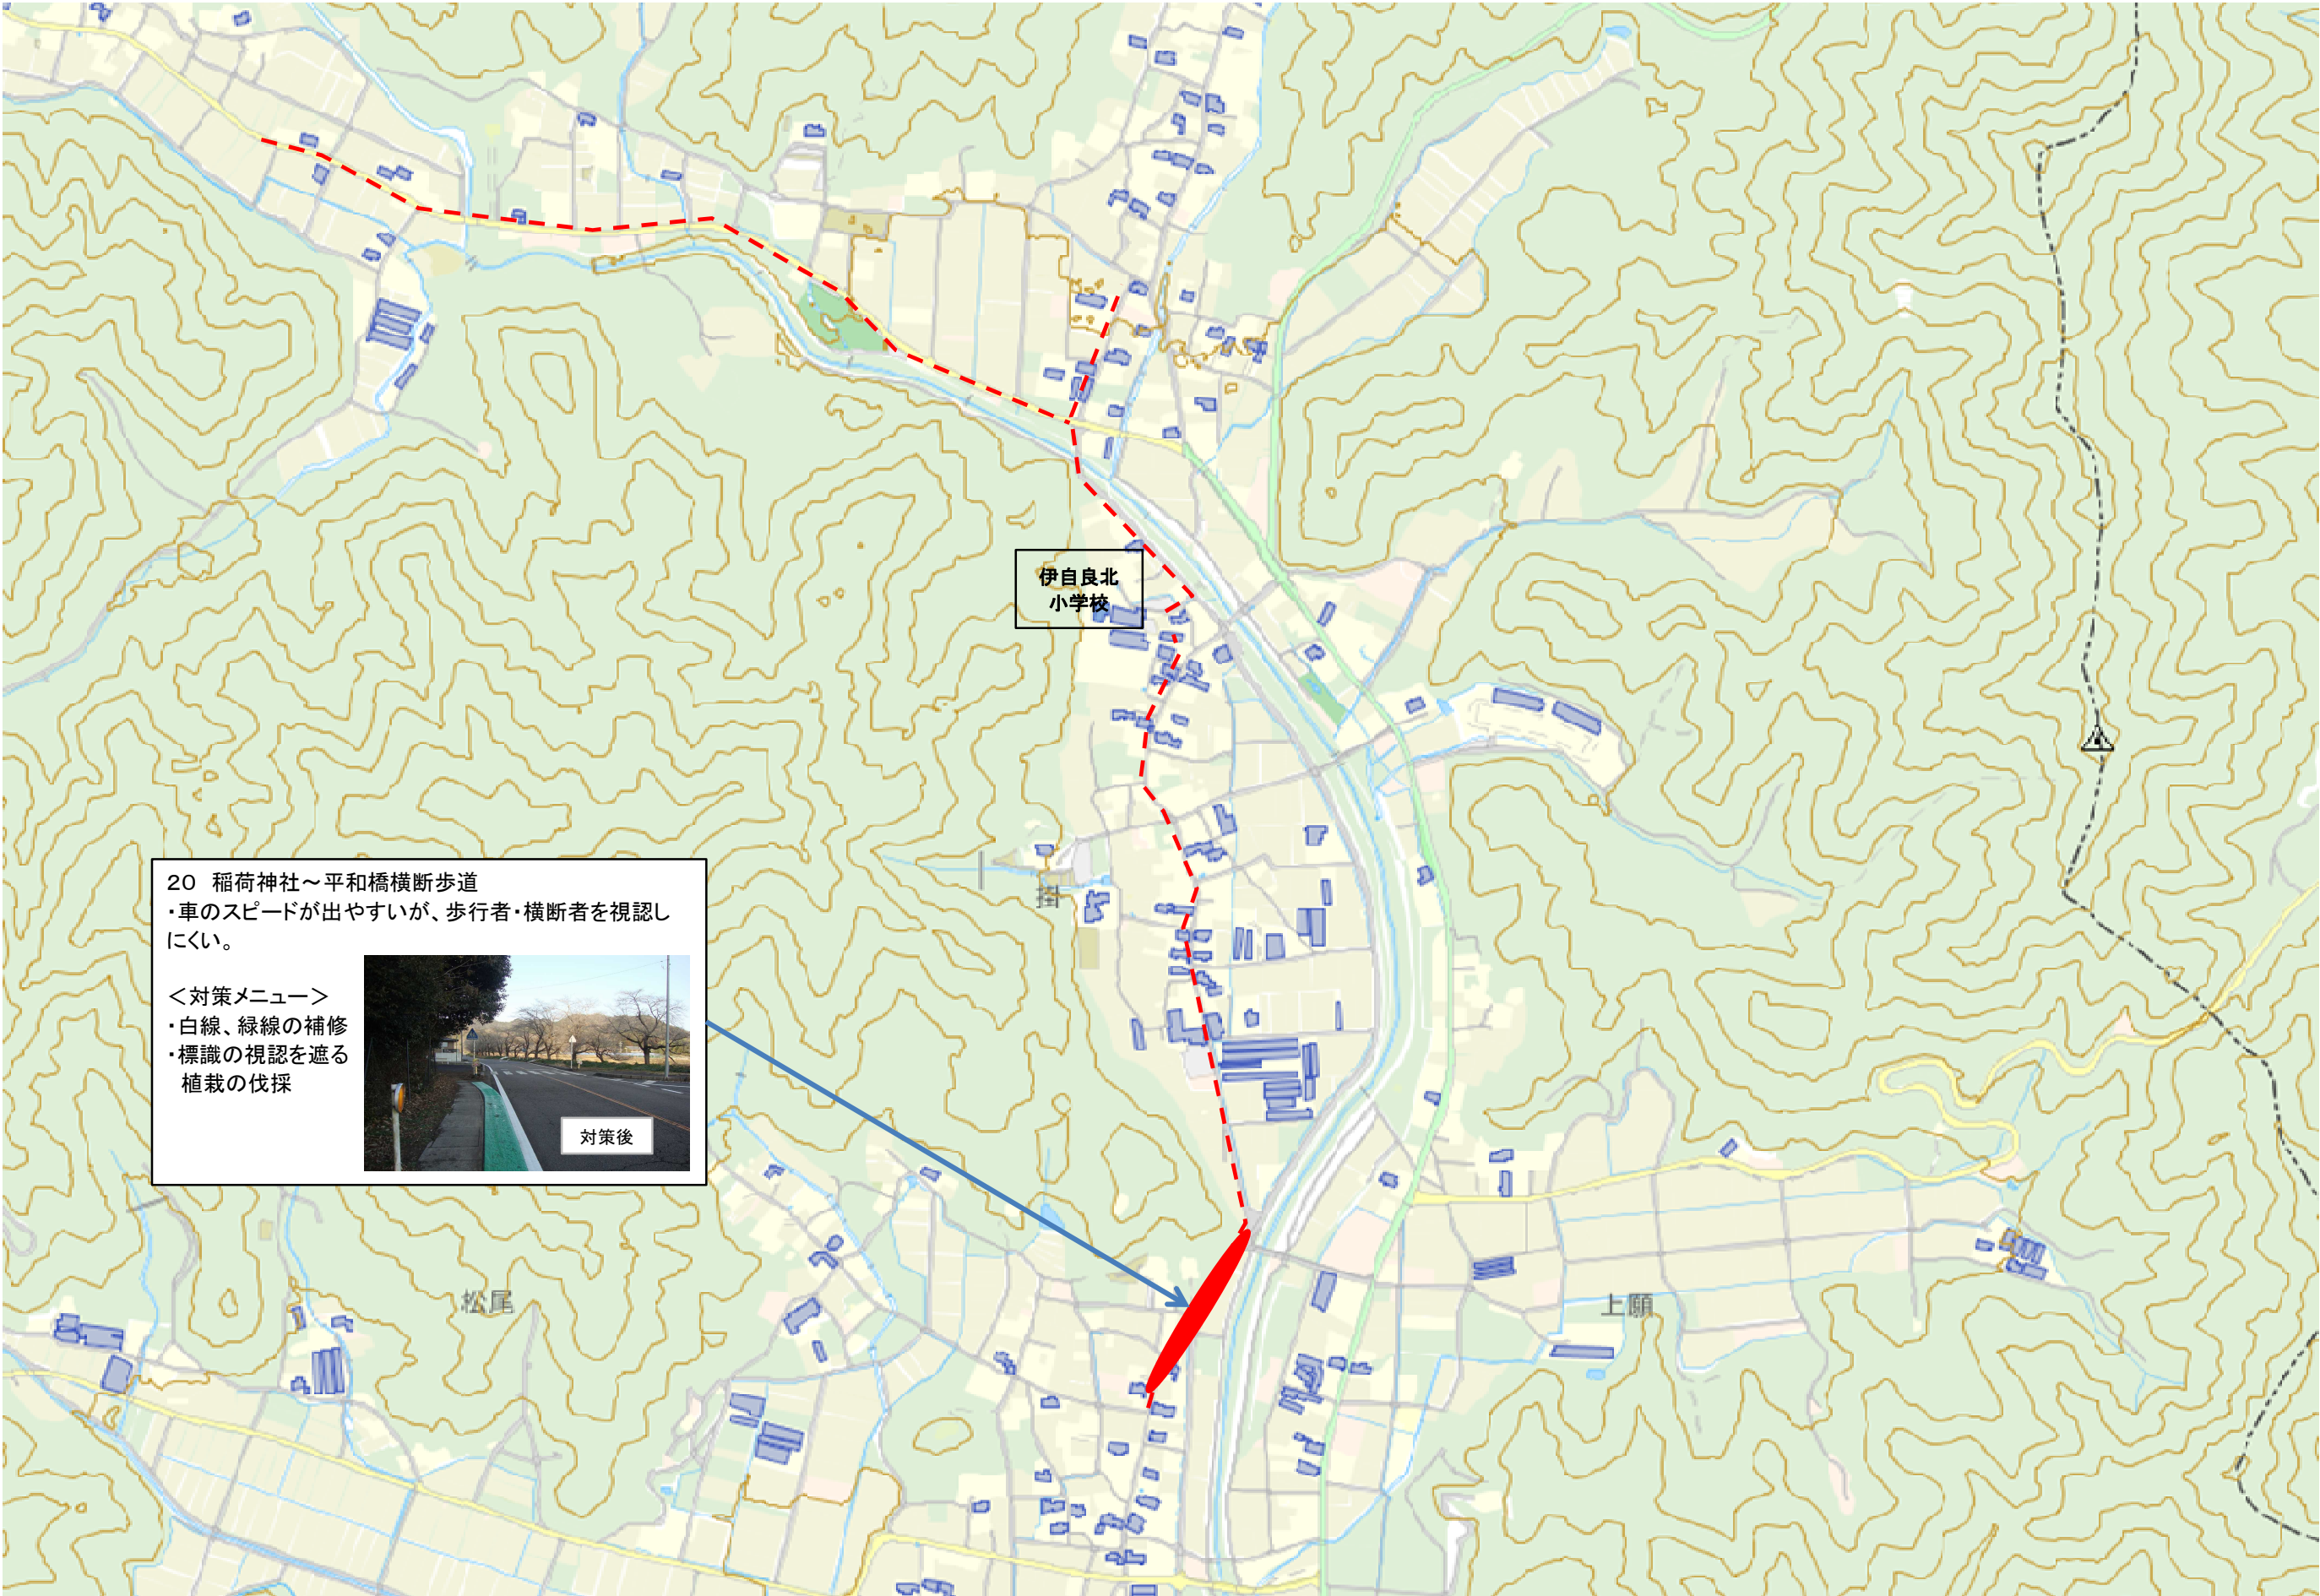 伊自良北
小学校
20 稲荷神社~平和橋横断歩道
・車のスピードが出やすいが、歩行者・横断者を視認し
にくい。
<対策メニュー>
・白線、緑線の補修
・標識の視認を遮る
植栽の伐採
対策後
掛
松尾
上願